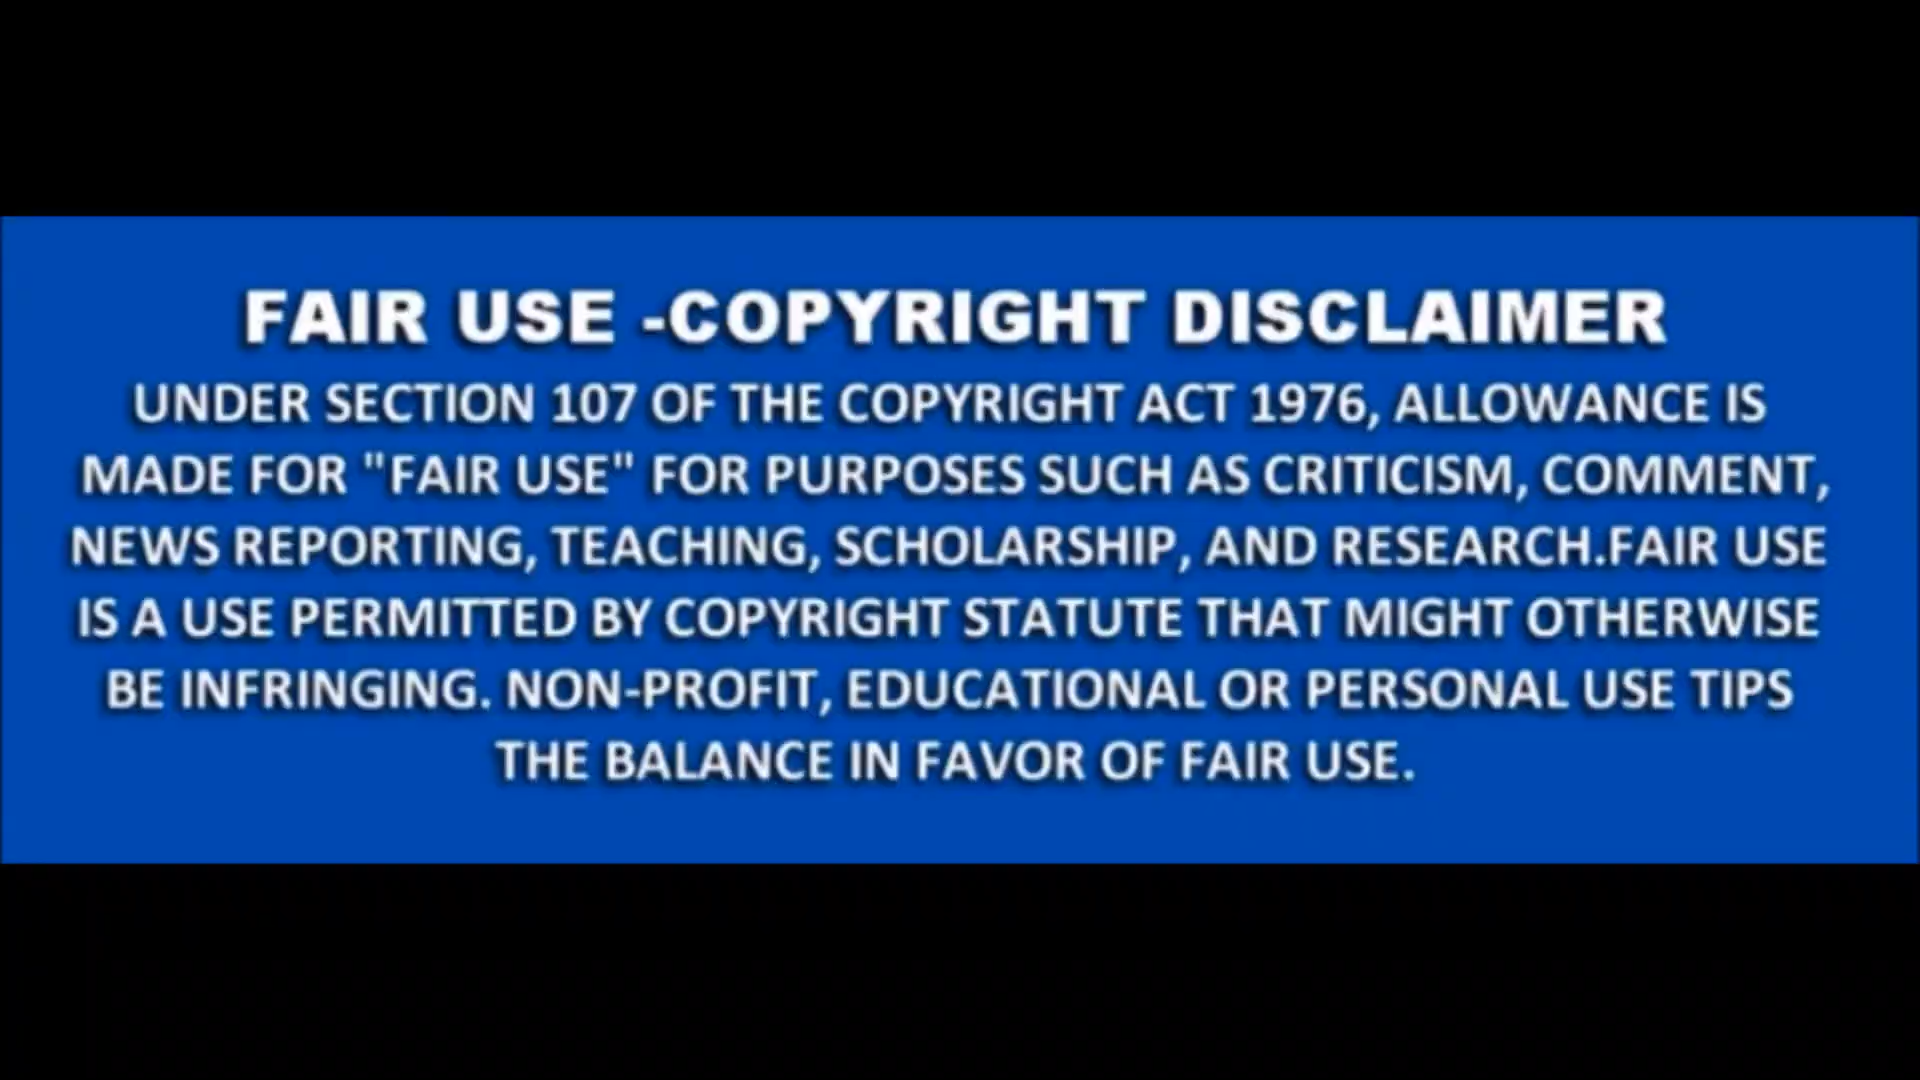 FAIR USE -COPYRIGHT DISCLAIMER
UNDER SECTION 107 OF THE COPYRIGHT ACT 1976, ALLOWANCE IS
MADE FOR "FAIR USE" FOR PURPOSES SUCH AS CRITICISM, COMMENT,
NEWS REPORTING, TEACHING, SCHOLARSHIP, AND RESEARCH.FAIR USE
IS A USE PERMITTED BY COPYRIGHT STATUTE THAT MIGHT OTHERWISE
BE INFRINGING. NON-PROFIT, EDUCATIONAL OR PERSONAL USE TIPS
THE BALANCE IN FAVOR OF FAIR USE.